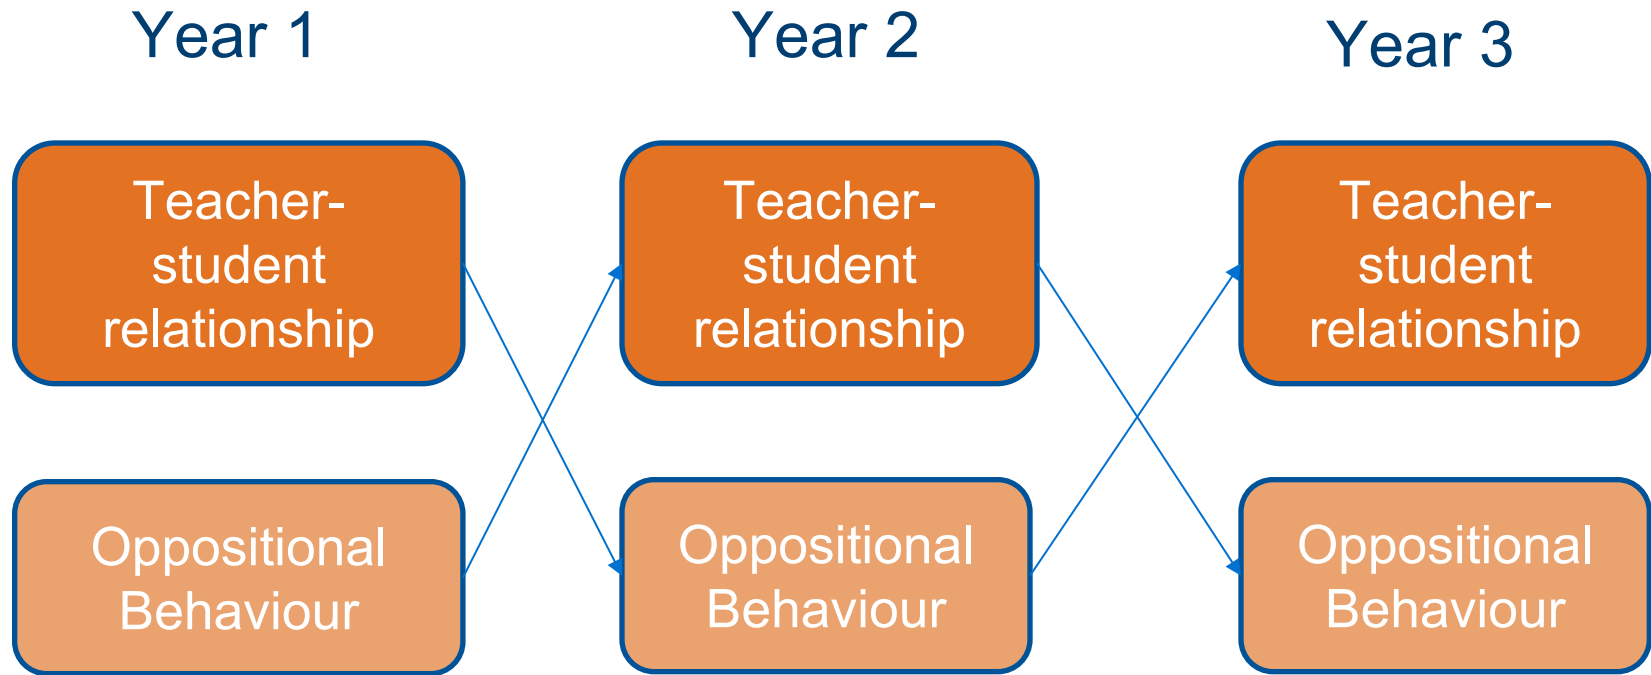 Year 1
Year 2
Year 3
Teacher-
student
relationship
Teacher-
student
relationship
Teacher-
student
relationship
Oppositional
Behaviour
Oppositional
Behaviour
Oppositional
Behaviour